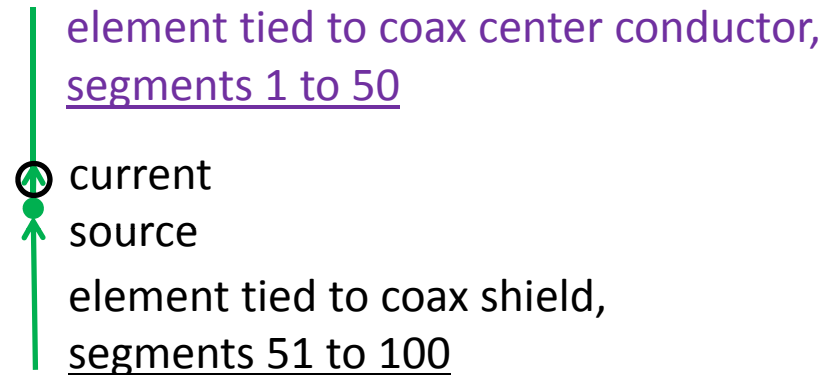 element tied to coax center conductor,
segments 1 to 50
current
source
element tied to coax shield,
segments 51 to 100